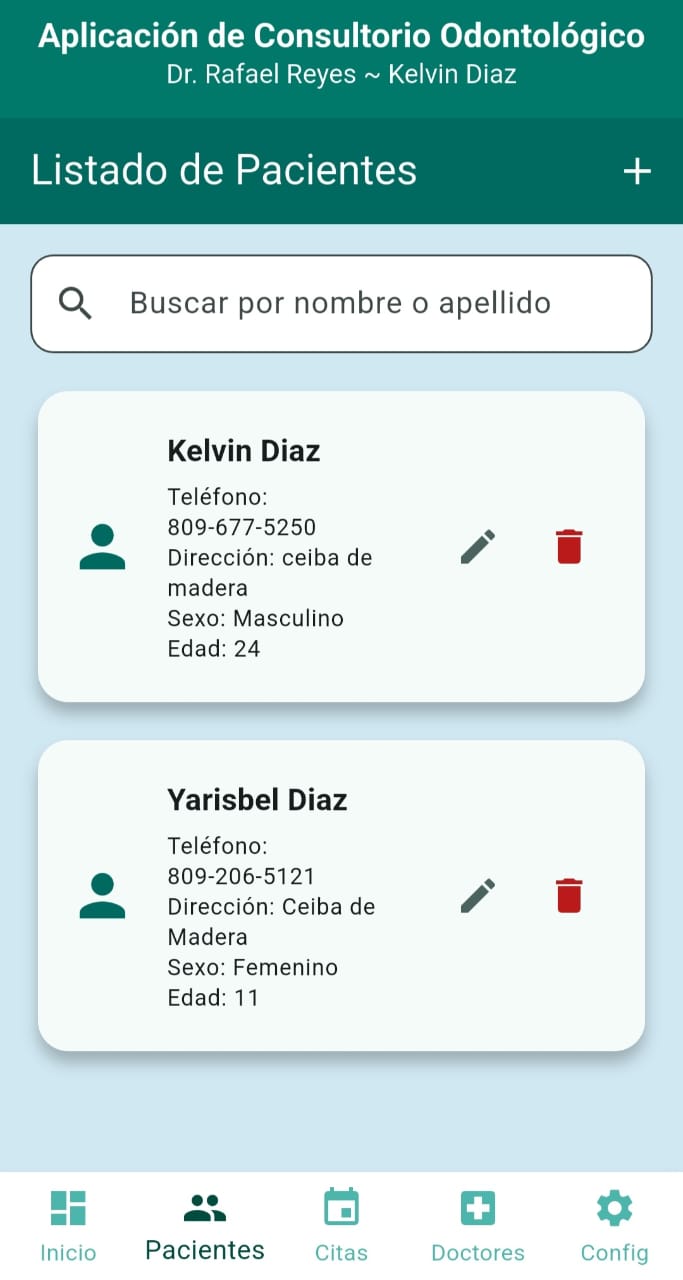 Aplicación de Consultorio Odontológico
Dr. Rafael Reyes ~ Kelvin Diaz
Listado de Pacientes
Buscar por nombre o apellido
Kelvin Diaz
Teléfono:
809-677-5250
Dirección: ceiba de
madera
Sexo: Masculino
Edad: 24
Yarisbel Diaz
Teléfono:
809-206-5121
Dirección: Ceiba de
Madera
Sexo: Femenino
Edad: 11
Inicio
Pacientes
Citas
Doctores
Config